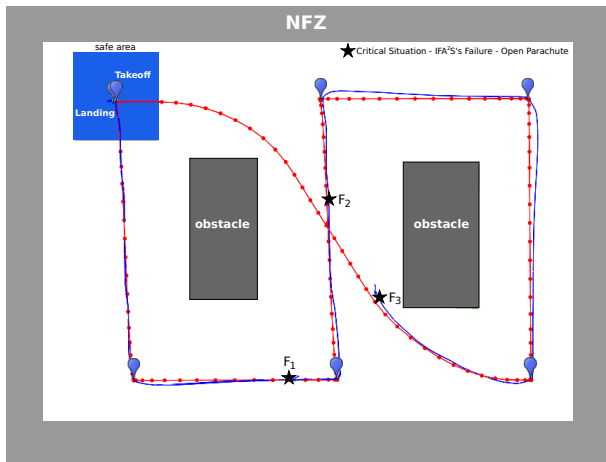 NFZ
safe area
Critical Situation - IFA²S's Failure - Open Parachute
Takeoff
Landing
F₂
obstacle
obstacle
F₃
F₁